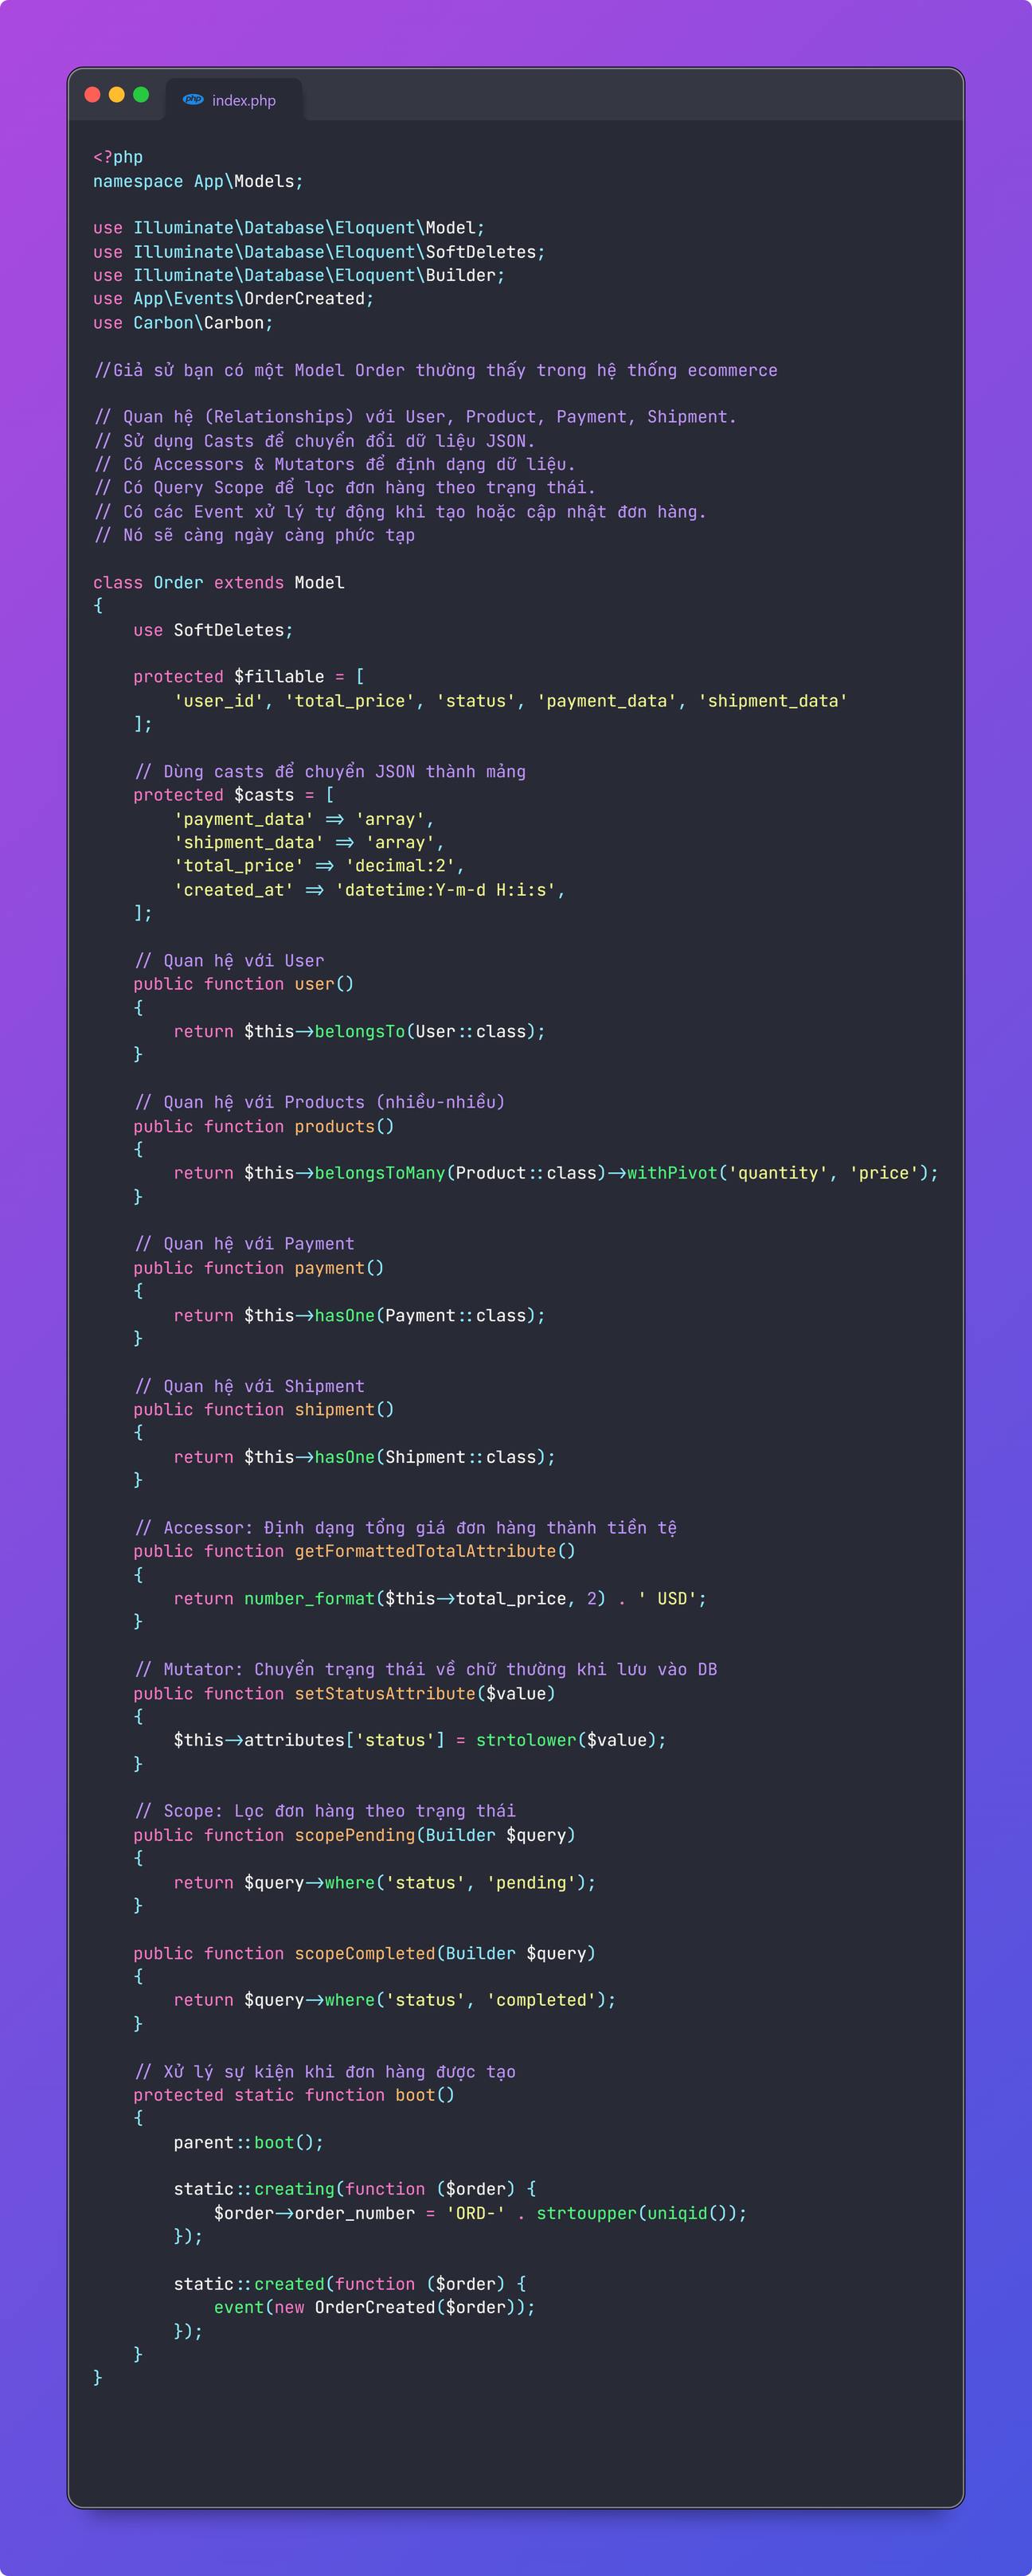 php index.php
<?php
namespace App\Models;

use Illuminate\Database\Eloquent\Model;
use Illuminate\Database\Eloquent\SoftDeletes;
use Illuminate\Database\Eloquent\Builder;
use App\Events\OrderCreated;
use Carbon\Carbon;

//Giả sử bạn có một Model Order thường thấy trong hệ thống ecommerce

// Quan hệ (Relationships) với User, Product, Payment, Shipment.
// Sử dụng Casts để chuyển đổi dữ liệu JSON.
// Có Accessors & Mutators để định dạng dữ liệu.
// Có Query Scope để lọc đơn hàng theo trạng thái.
// Có các Event xử lý tự động khi tạo hoặc cập nhật đơn hàng.
// Nó sẽ càng ngày càng phức tạp

class Order extends Model
{
    use SoftDeletes;

    protected $fillable = [
        'user_id', 'total_price', 'status', 'payment_data', 'shipment_data'
    ];

    // Dùng casts để chuyển JSON thành mảng
    protected $casts = [
        'payment_data' => 'array',
        'shipment_data' => 'array',
        'total_price' => 'decimal:2',
        'created_at' => 'datetime:Y-m-d H:i:s',
    ];

    // Quan hệ với User
    public function user()
    {
        return $this->belongsTo(User::class);
    }

    // Quan hệ với Products (nhiều-nhiều)
    public function products()
    {
        return $this->belongsToMany(Product::class)->withPivot('quantity', 'price');
    }

    // Quan hệ với Payment
    public function payment()
    {
        return $this->hasOne(Payment::class);
    }

    // Quan hệ với Shipment
    public function shipment()
    {
        return $this->hasOne(Shipment::class);
    }

    // Accessor: Định dạng tổng giá đơn hàng thành tiền tệ
    public function getFormattedTotalAttribute()
    {
        return number_format($this->total_price, 2) . ' USD';
    }

    // Mutator: Chuyển trạng thái về chữ thường khi lưu vào DB
    public function setStatusAttribute($value)
    {
        $this->attributes['status'] = strtolower($value);
    }

    // Scope: Lọc đơn hàng theo trạng thái
    public function scopePending(Builder $query)
    {
        return $query->where('status', 'pending');
    }

    public function scopeCompleted(Builder $query)
    {
        return $query->where('status', 'completed');
    }

    // Xử lý sự kiện khi đơn hàng được tạo
    protected static function boot()
    {
        parent::boot();

        static::creating(function ($order) {
            $order->order_number = 'ORD-' . strtoupper(uniqid());
        });

        static::created(function ($order) {
            event(new OrderCreated($order));
        });
    }
}